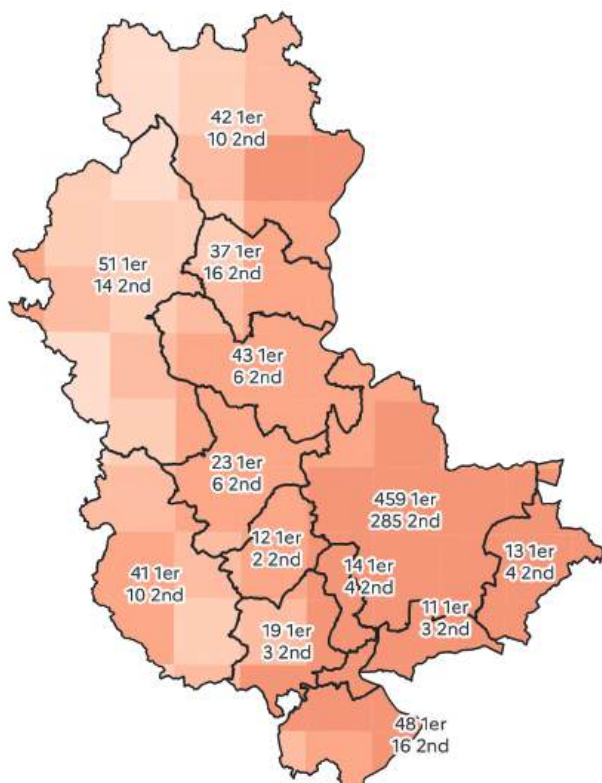 42 1er
10 2nd
37 1er
16 2nd
51 1er
14 2nd
43 1er
6 2nd
23 1er
6 2nd
459 1er
285 2nd
12 1er
2 2nd
14 1er
4 2nd
13 1er
4 2nd
41 1er
10 2nd
11 1er
3 2nd
19 1er
3 2nd
48 1er
16 2nd